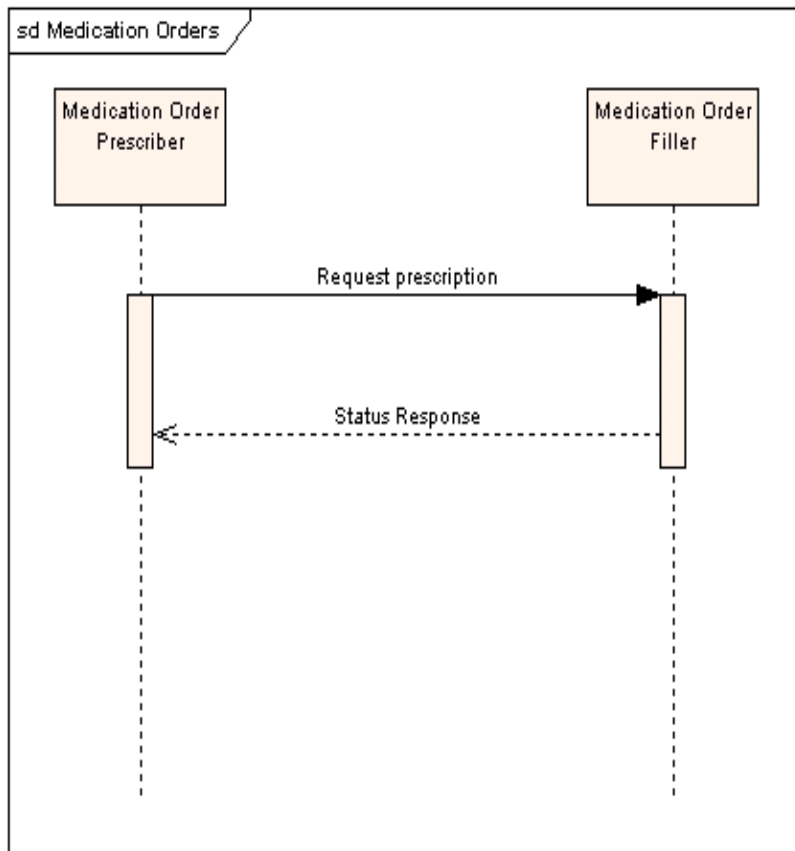 sd Medication Orders
Medication Order
Prescriber
Medication Order
Filler
Request prescription
Status Response